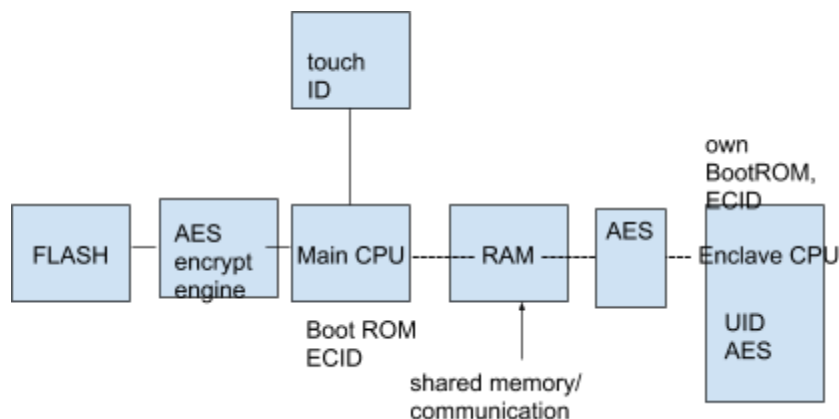 touch
ID
own
BootROM,
ECID
FLASH
AES
encrypt
engine
Main CPU
RAM
AES
Enclave CPU
Boot ROM
ECID
UID
AES
shared memory/
communication